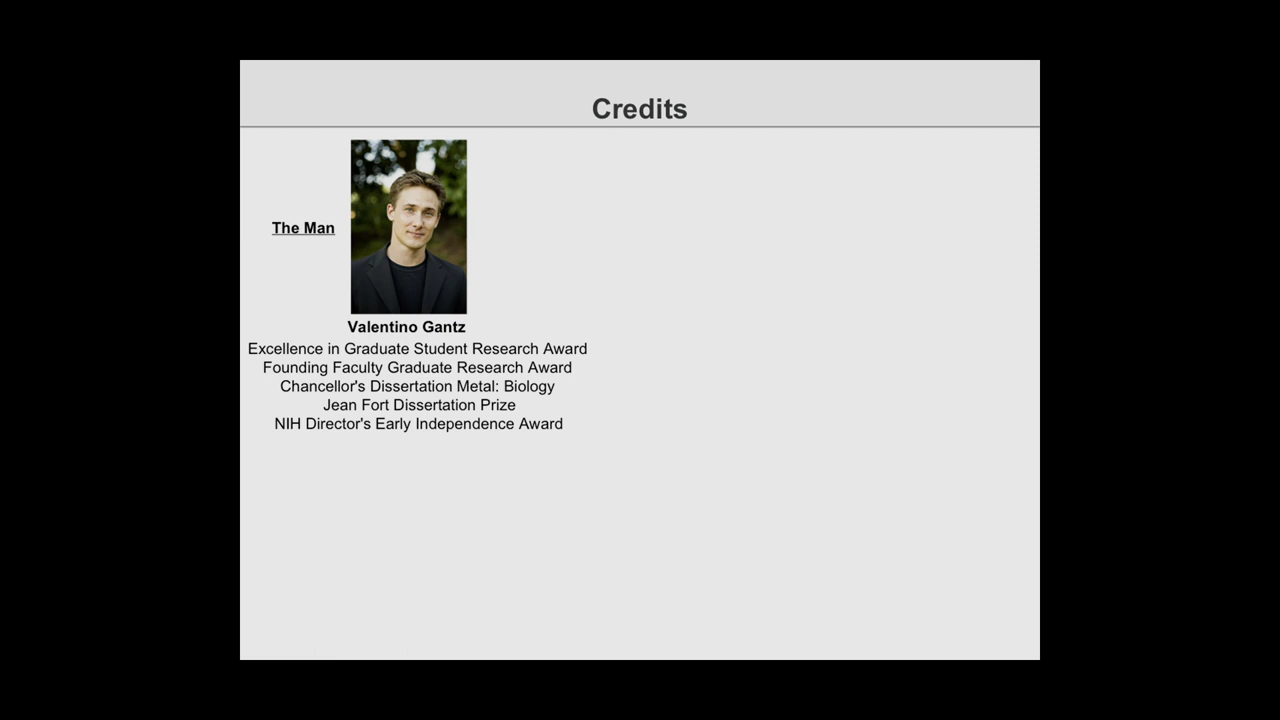 Credits
The Man
Valentino Gantz
Excellence in Graduate Student Research Award
Founding Faculty Graduate Research Award
Chancellor's Dissertation Metal: Biology
Jean Fort Dissertation Prize
NIH Director's Early Independence Award